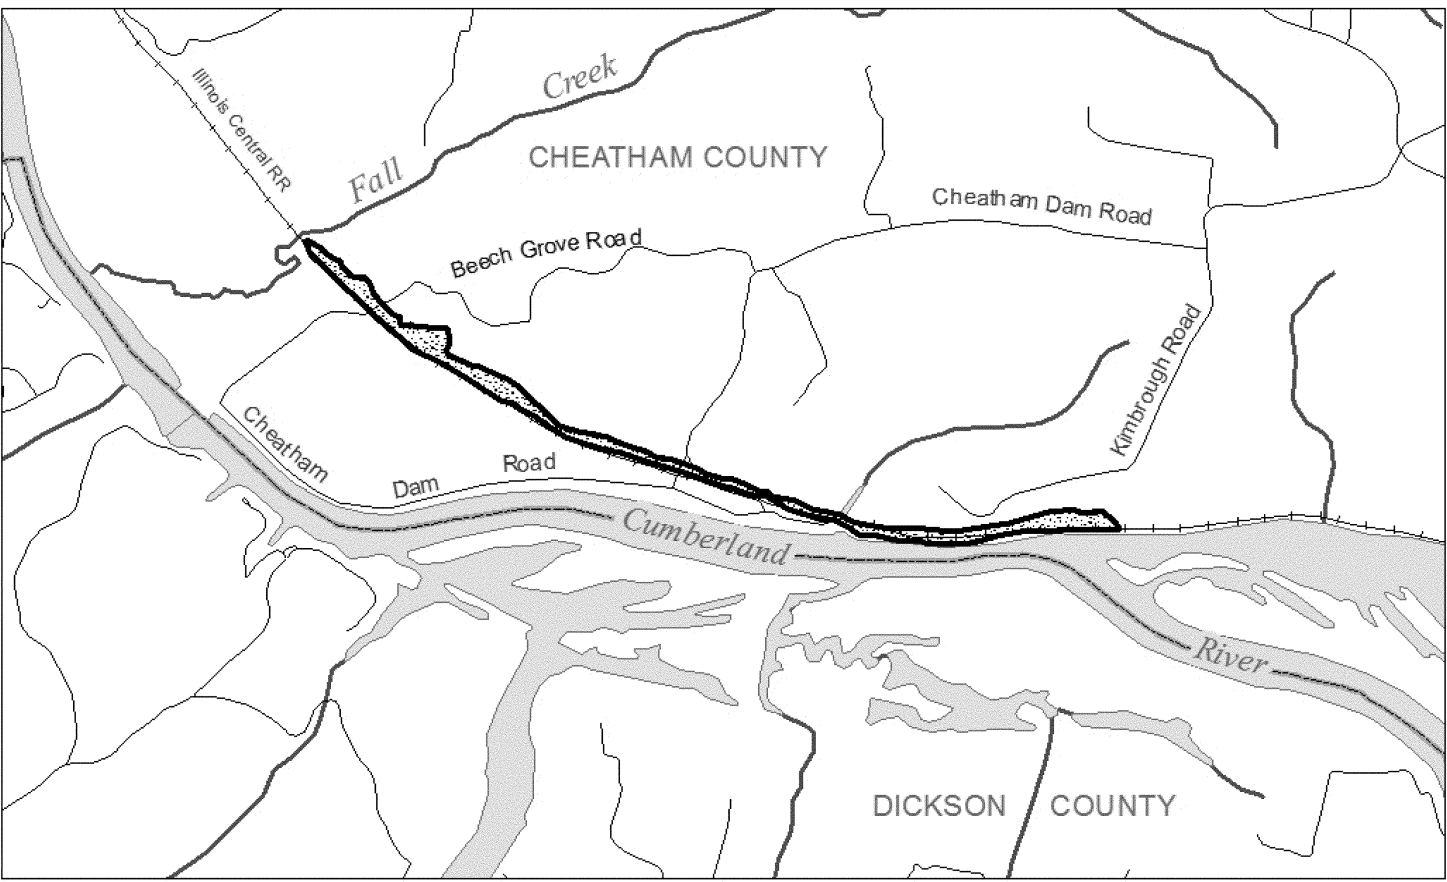 Illinois Central RR
Fall Creek
CHEATHAM COUNTY
Cheatham Dam Road
Beech Grove Road
Kimbrough Road
Cheatham Dam Road
Cumberland River
DICKSON COUNTY